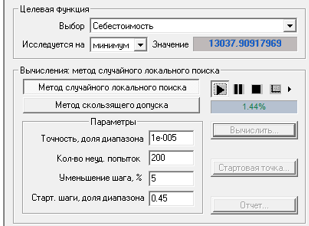 Целевая функция
Выбор Себестоимость
Исследуется на минимум Значение 13037.90917969
Вычисления: метод случайного локального поиска
Метод случайного локального поиска
Метод скользящего допуска
1.44%
Параметры
Точность, доля диапазона 1e-005
Кол-во неуд. попыток 200
Уменьшение шага, % 5
Старт. шаги, доля диапазона 0.45
Вычислить...
Стартовая точка...
Отчет...